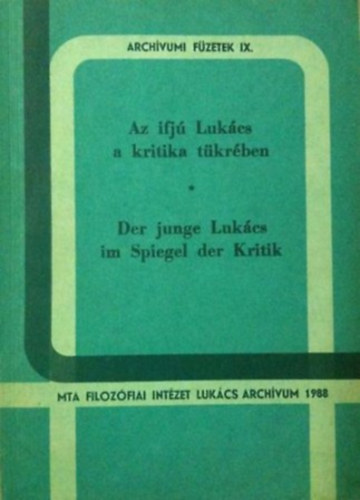 ARCHÍVUMI FÜZETEK IX.
Az ifjú Lukács
a kritika tükrében
*
Der junge Lukács
im Spiegel der Kritik
MTA FILOZÓFIAI INTÉZET LUKÁCS ARCHÍVUM 1988